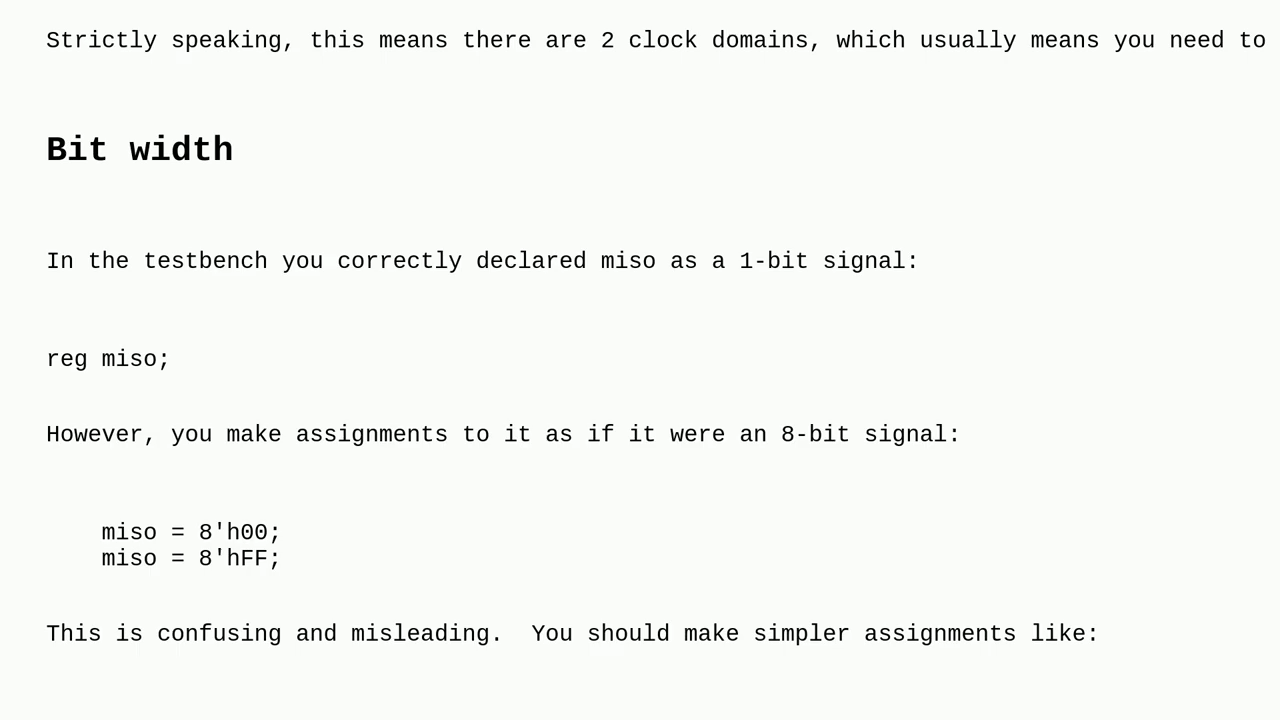 Strictly speaking, this means there are 2 clock domains, which usually means you need to
Bit width
In the testbench you correctly declared miso as a 1-bit signal:
reg miso;
However, you make assignments to it as if it were an 8-bit signal:
miso = 8'h00;
miso = 8'hFF;
This is confusing and misleading.  You should make simpler assignments like: